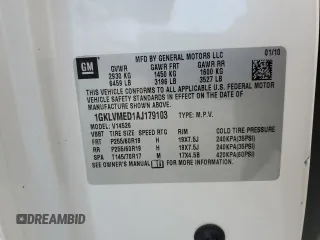 GM
MFD BY GENERAL MOTORS LLC
01/10
GVWR GAWR FRT GAWR RR
2930 KG 1450 KG 1600 KG
6459 LB 3196 LB 3527 LB
THIS VEHICLE CONFORMS TO ALL APPLICABLE U.S. FEDERAL MOTOR VEHICLE SAFETY STANDARDS IN EFFECT ON THE DATE OF
MANUFACTURE SHOWN ABOVE.
1GKLVMED1AJ179103 TYPE: M.P.V.
MODEL: V14526
TIRE SIZE SPEED RTG RIM COLD TIRE PRESSURE
FRT P255/60R19 H 19X7.5J 240KPA(35PSI)
RR P255/60R19 H 19X7.5J 240KPA(35PSI)
SPA T145/70R17 M 17X4.5B 420KPA(60PSI)
SEE OWNER'S MANUAL FOR ADDITIONAL INFORMATION.
DREAMBID